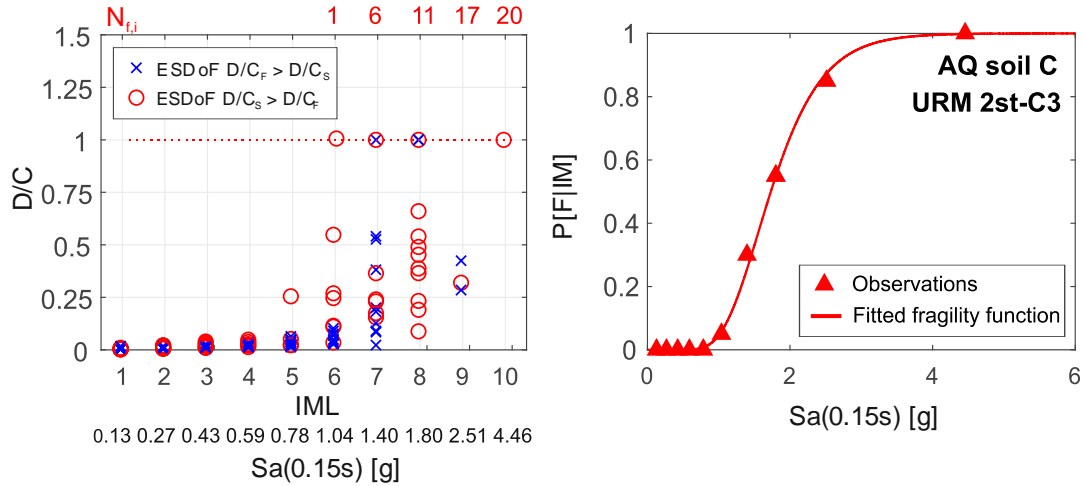 N_f,i 1 6 11 17 20
1.5
1.25
1
0.75
0.5
0.25
0
D/C
ESDoF D/C_F > D/C_S
ESDoF D/C_S > D/C_F
1 2 3 4 5 6 7 8 9 10
IML
0.13 0.27 0.43 0.59 0.78 1.04 1.40 1.80 2.51 4.46
Sa(0.15s) [g]
1
0.8
0.6
0.4
0.2
0
P[F|IM]
AQ soil C
URM 2st-C3
Observations
Fitted fragility function
0 2 4 6
Sa(0.15s) [g]